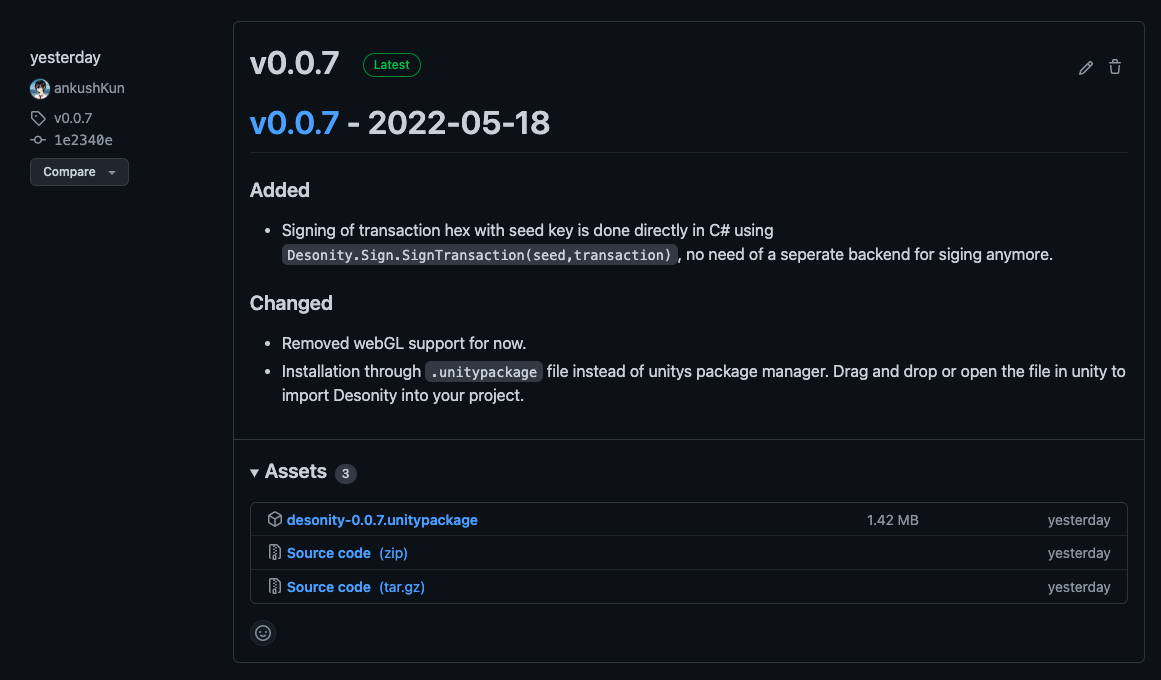 yesterday
ankushKun
v0.0.7
1e2340e
Compare
v0.0.7 Latest
v0.0.7 - 2022-05-18
Added
• Signing of transaction hex with seed key is done directly in C# using
Desonity.Sign.SignTransaction(seed,transaction), no need of a seperate backend for siging anymore.
Changed
• Removed webGL support for now.
• Installation through .unitypackage file instead of unitys package manager. Drag and drop or open the file in unity to
import Desonity into your project.
Assets 3
desonity-0.0.7.unitypackage 1.42 MB yesterday
Source code (zip) yesterday
Source code (tar.gz) yesterday